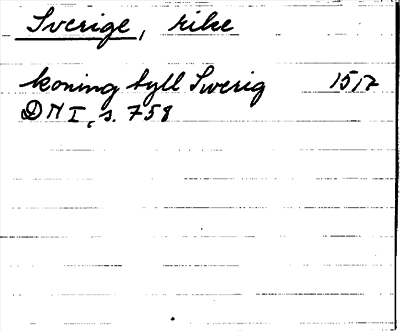 Sverige, rike
koning tyll Swerig 1517
DN I, s. 758